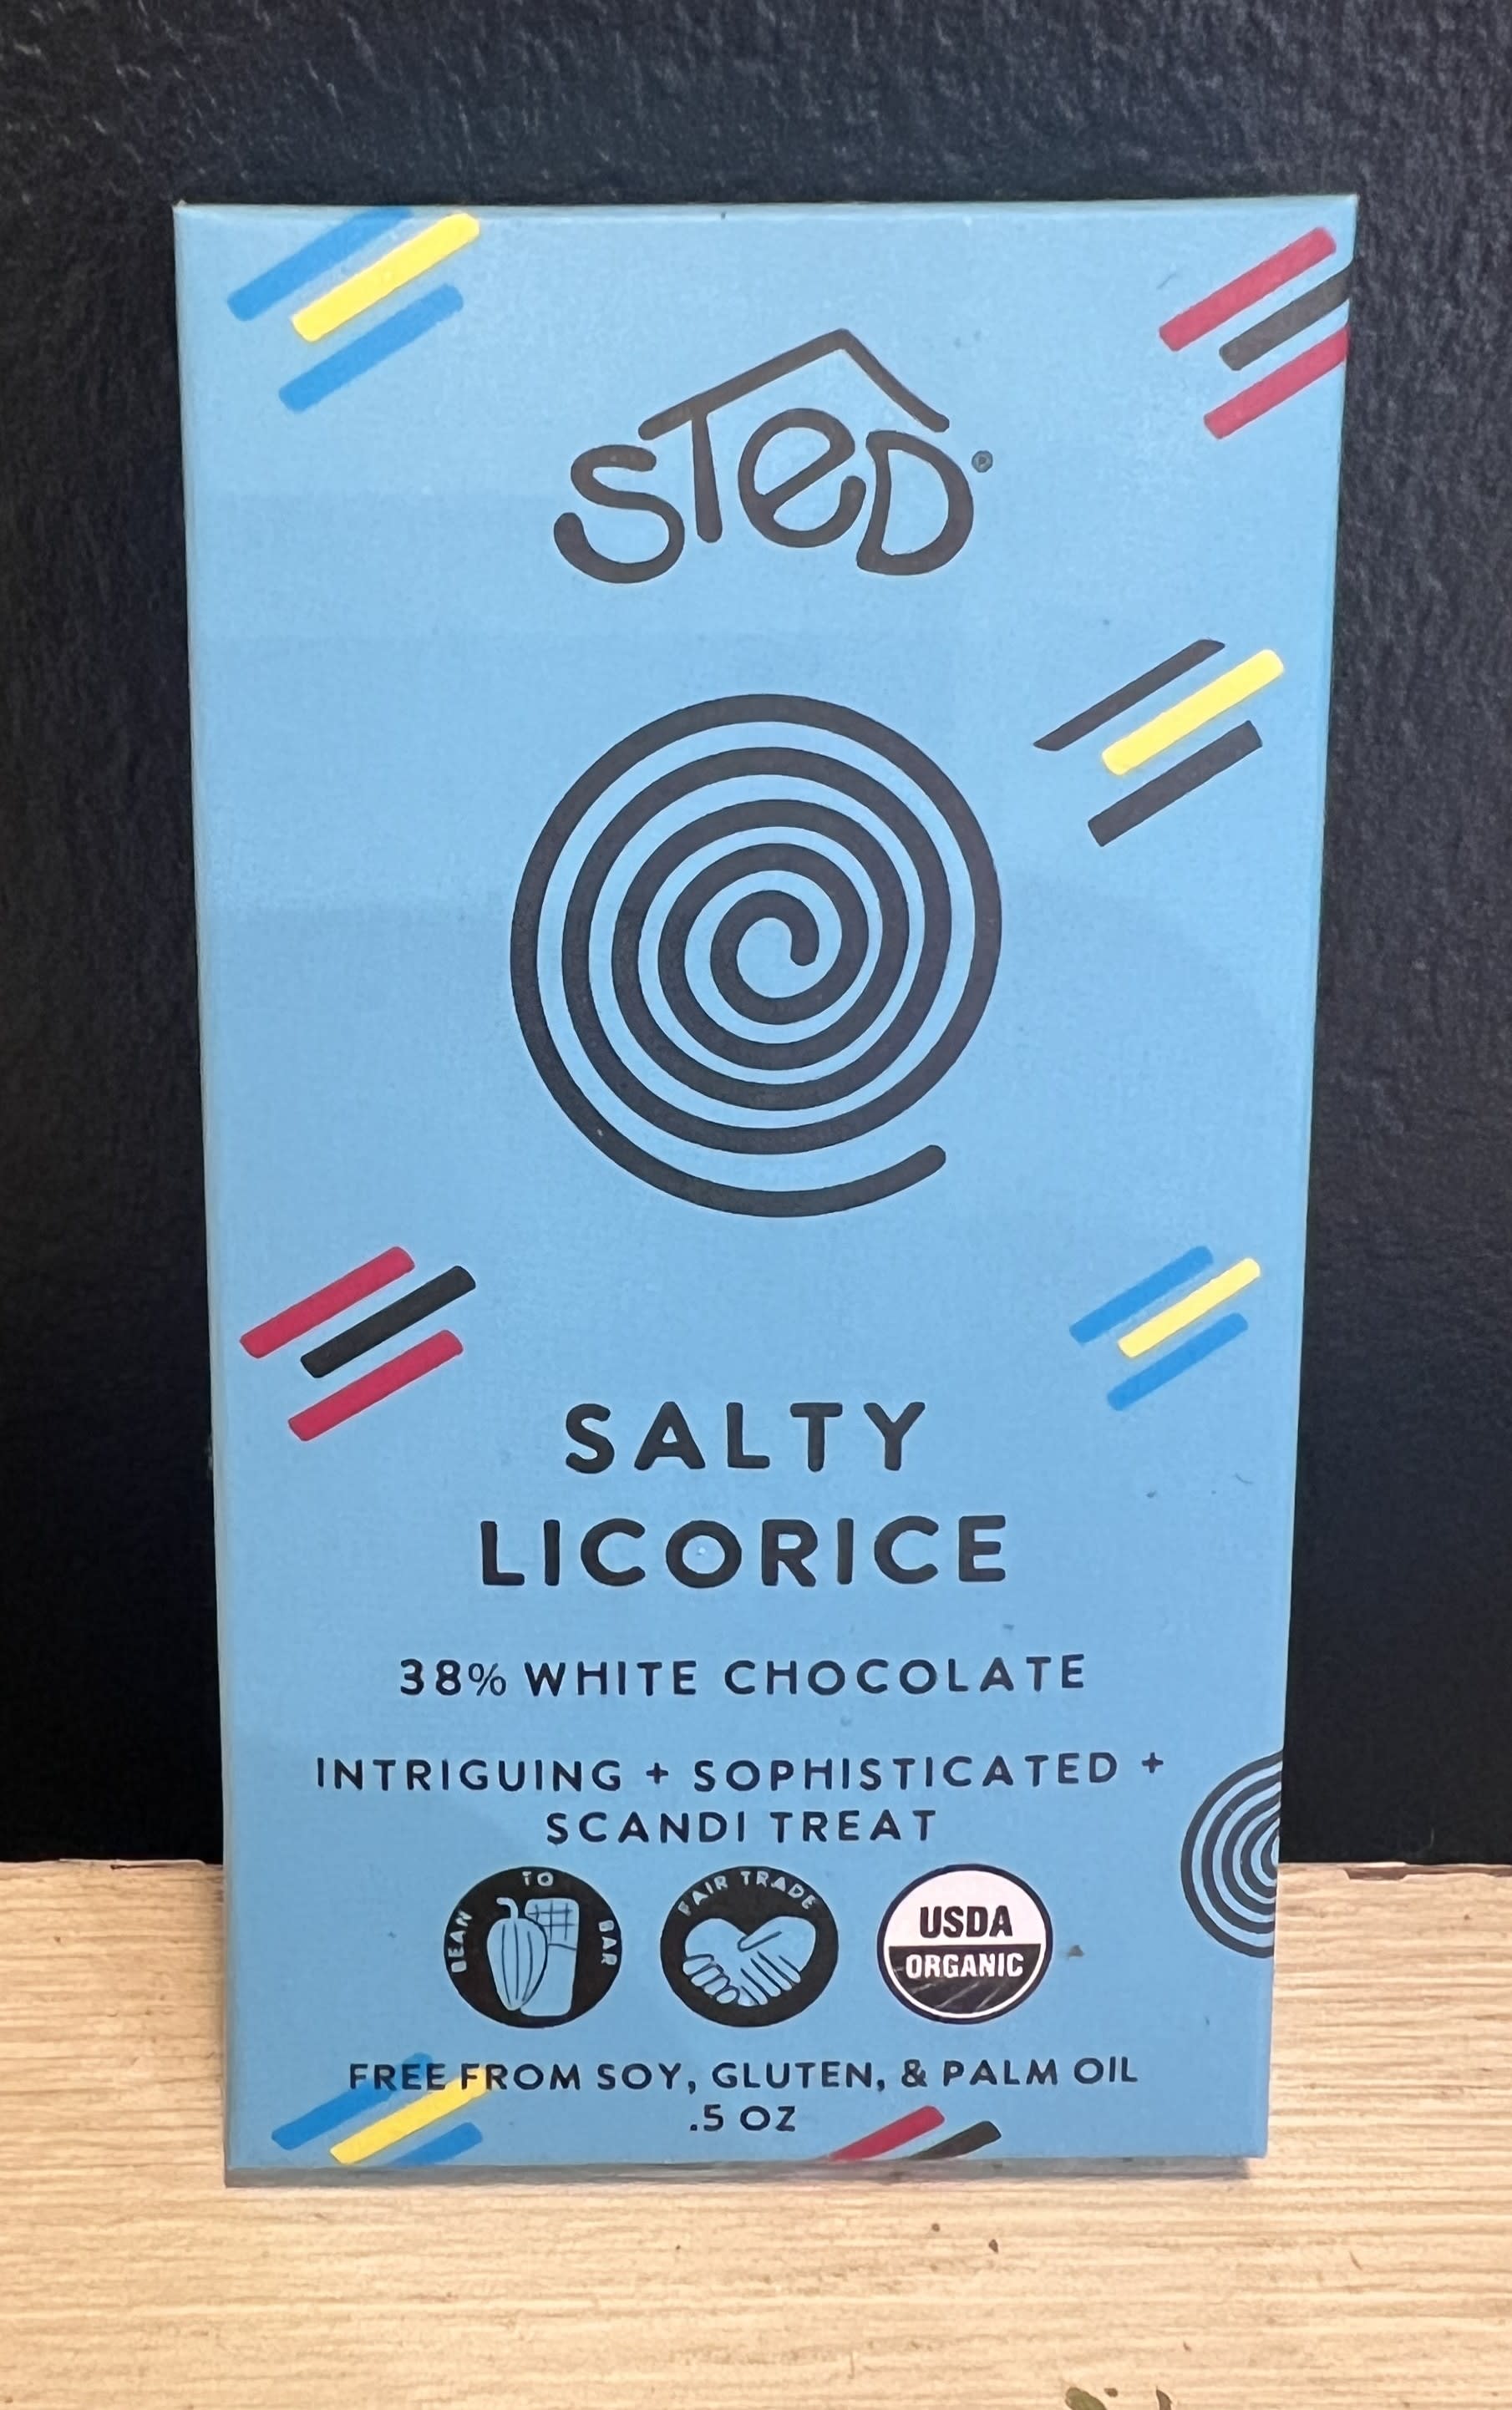 STeD®
SALTY
LICORICE
38% WHITE CHOCOLATE
INTRIGUING + SOPHISTICATED +
SCANDI TREAT
BEAN TO BAR
FAIR TRADE
USDA
ORGANIC
FREE FROM SOY, GLUTEN, & PALM OIL
.5 OZ